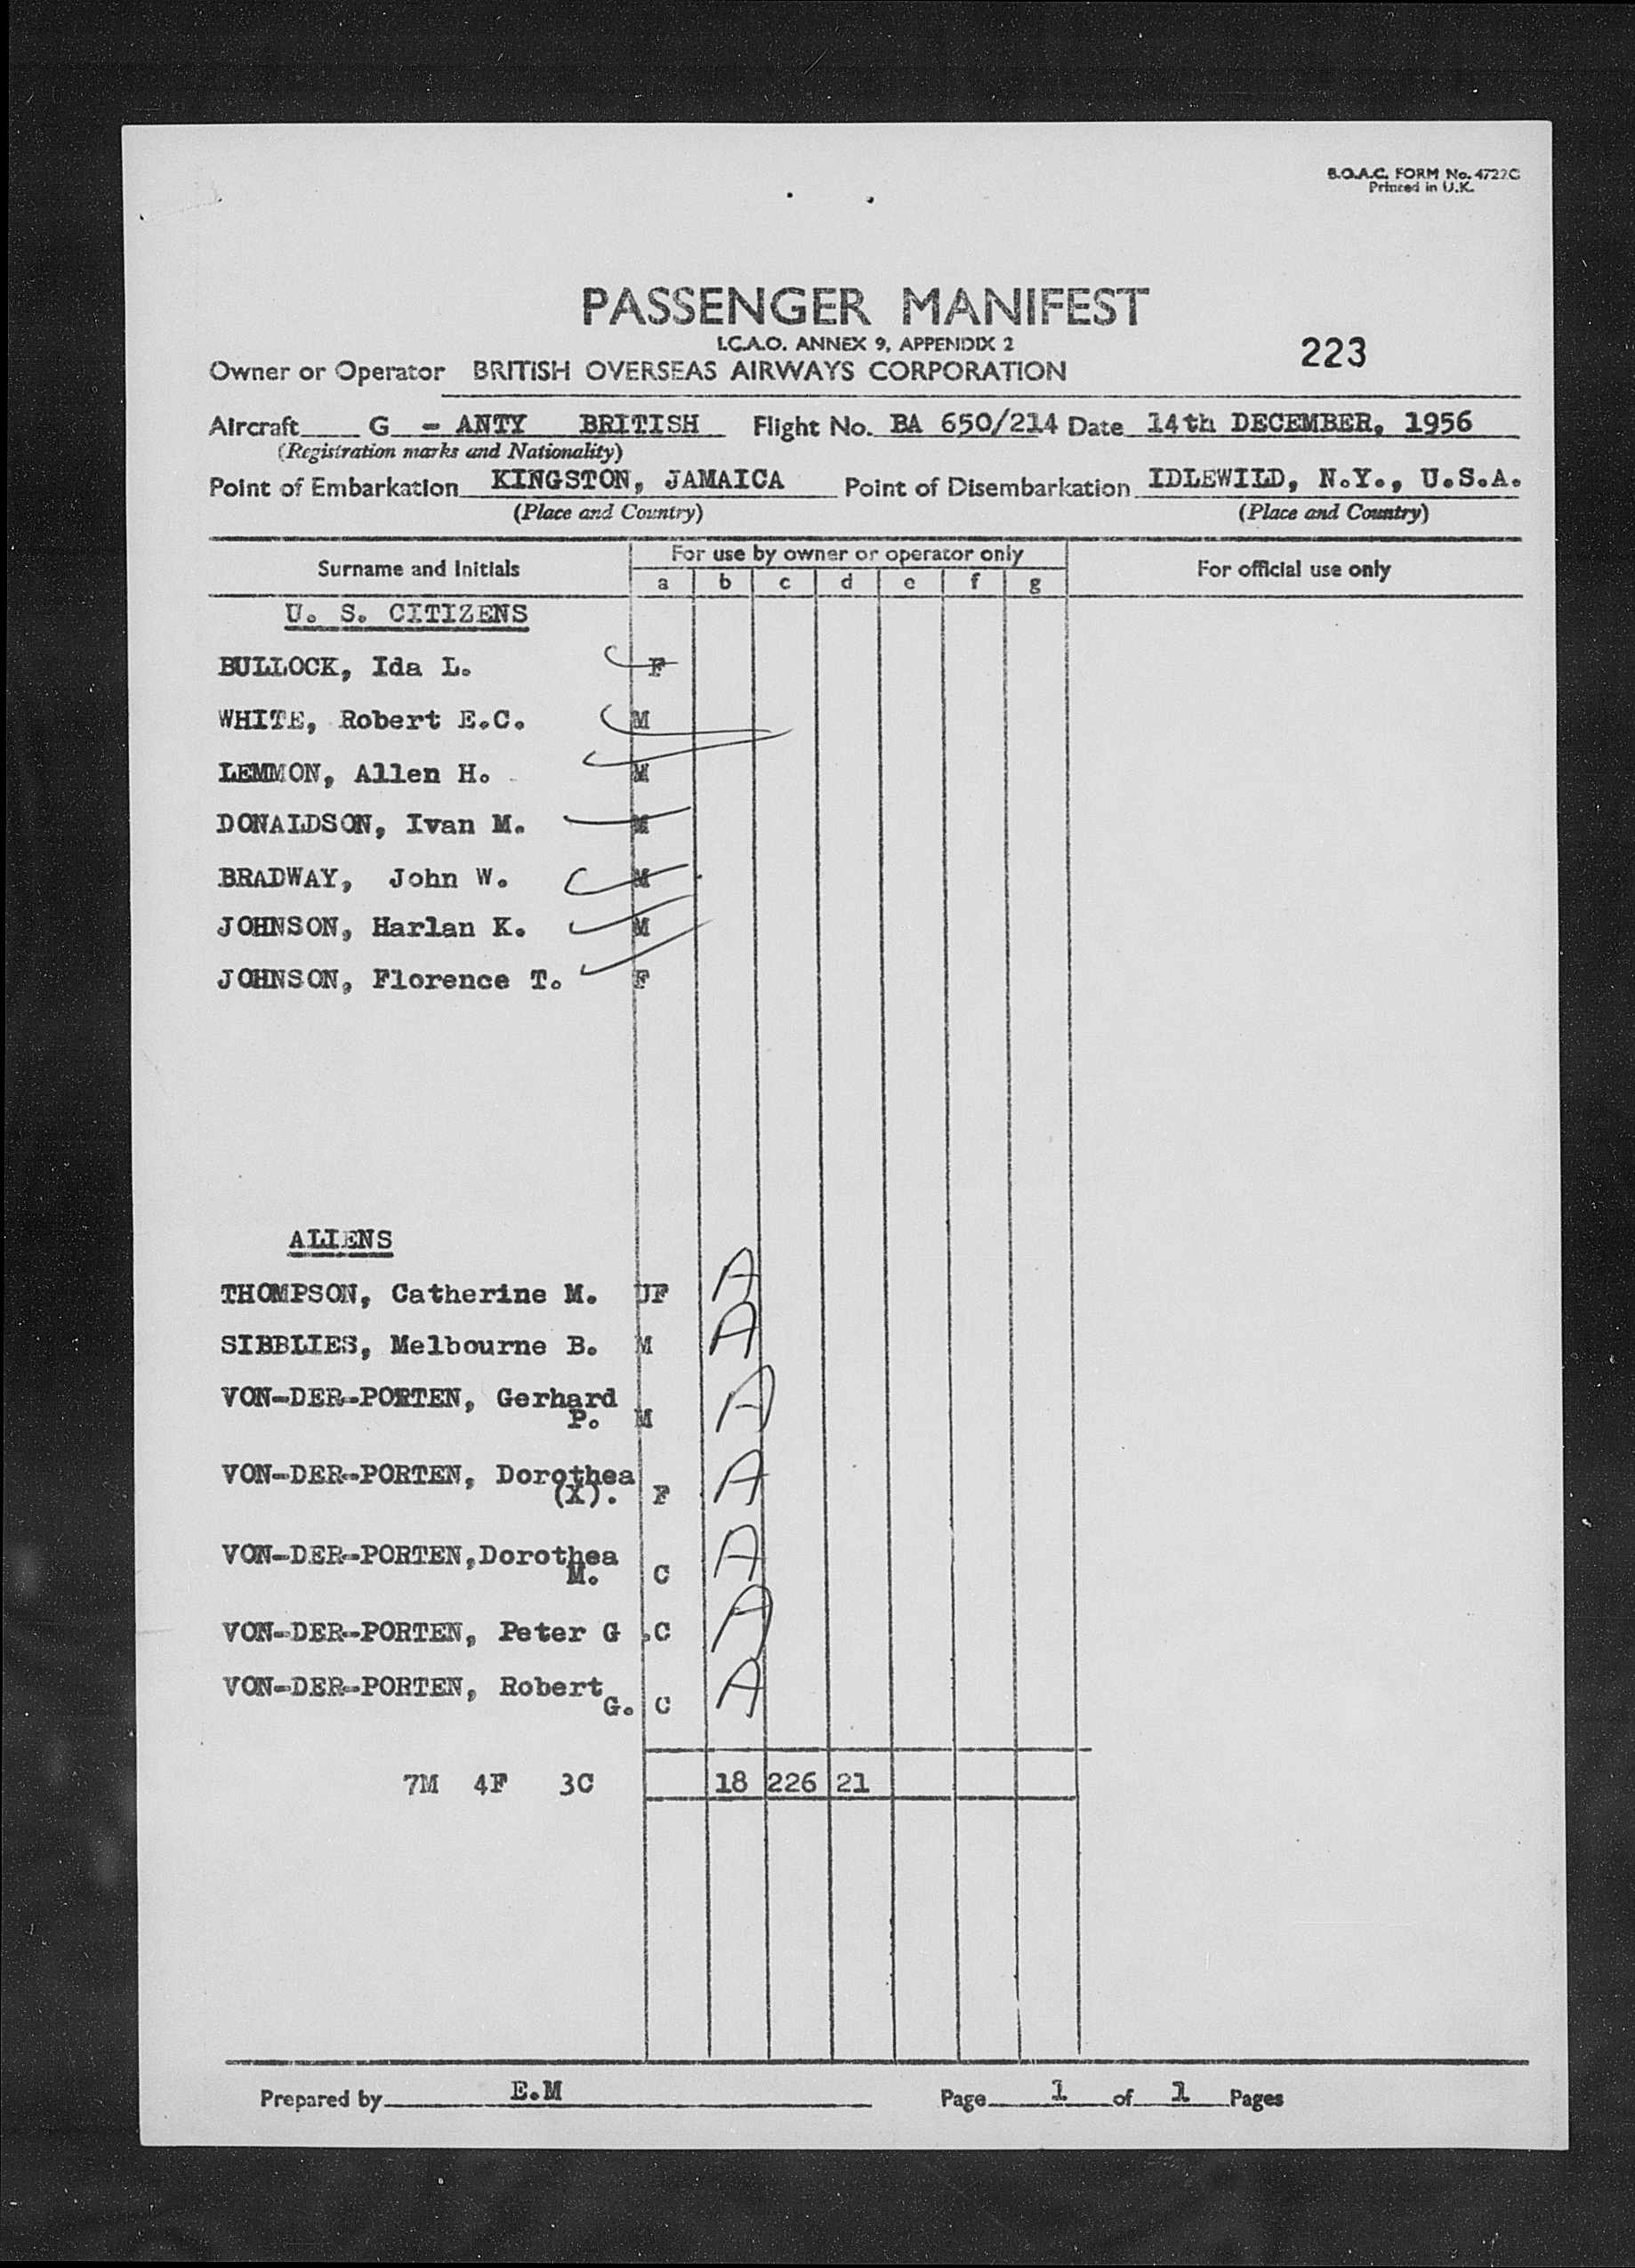 B.O.A.C. FORM No. 4722C
Printed in U.K.
PASSENGER MANIFEST
I.C.A.O. ANNEX 9, APPENDIX 2
223
Owner or Operator BRITISH OVERSEAS AIRWAYS CORPORATION
Aircraft G - ANTY BRITISH Flight No. BA 650/214 Date 14th DECEMBER, 1956
(Registration marks and Nationality)
Point of Embarkation KINGSTON, JAMAICA Point of Disembarkation IDLEWILD, N.Y., U.S.A.
(Place and Country) (Place and Country)
Surname and Initials For use by owner or operator only For official use only
a b c d e f g
U. S. CITIZENS
BULLOCK, Ida L. F
WHITE, Robert E.C. M
LEMMON, Allen H. M
DONALDSON, Ivan M. M
BRADWAY, John W. M
JOHNSON, Harlan K. M
JOHNSON, Florence T. F
ALIENS
THOMPSON, Catherine M. UF A
SIBBLIES, Melbourne B. M A
VON-DER-PORTEN, Gerhard
P. M A
VON-DER-PORTEN, Dorothea
(X). F A
VON-DER-PORTEN,Dorothea
M. C A
VON-DER-PORTEN, Peter G .C A
VON-DER-PORTEN, Robert
G. C A
7M 4F 3C 18 226 21
Prepared by E.M Page 1 of 1 Pages